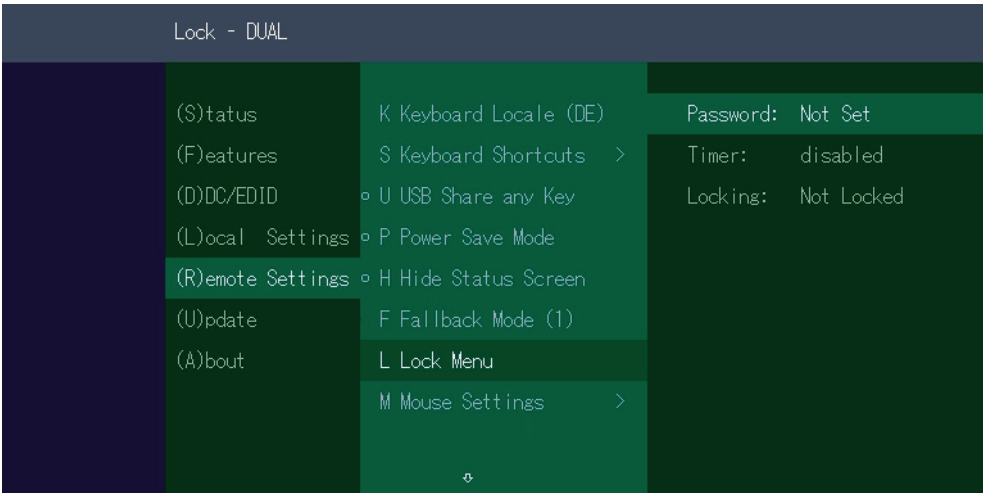 Lock - DUAL
(S)tatus
(F)eatures
(D)DC/EDID
(L)ocal Settings
(R)emote Settings
(U)pdate
(A)bout
K Keyboard Locale (DE)
S Keyboard Shortcuts >
U USB Share any Key
P Power Save Mode
H Hide Status Screen
F Fallback Mode (1)
L Lock Menu
M Mouse Settings >
Password: Not Set
Timer: disabled
Locking: Not Locked